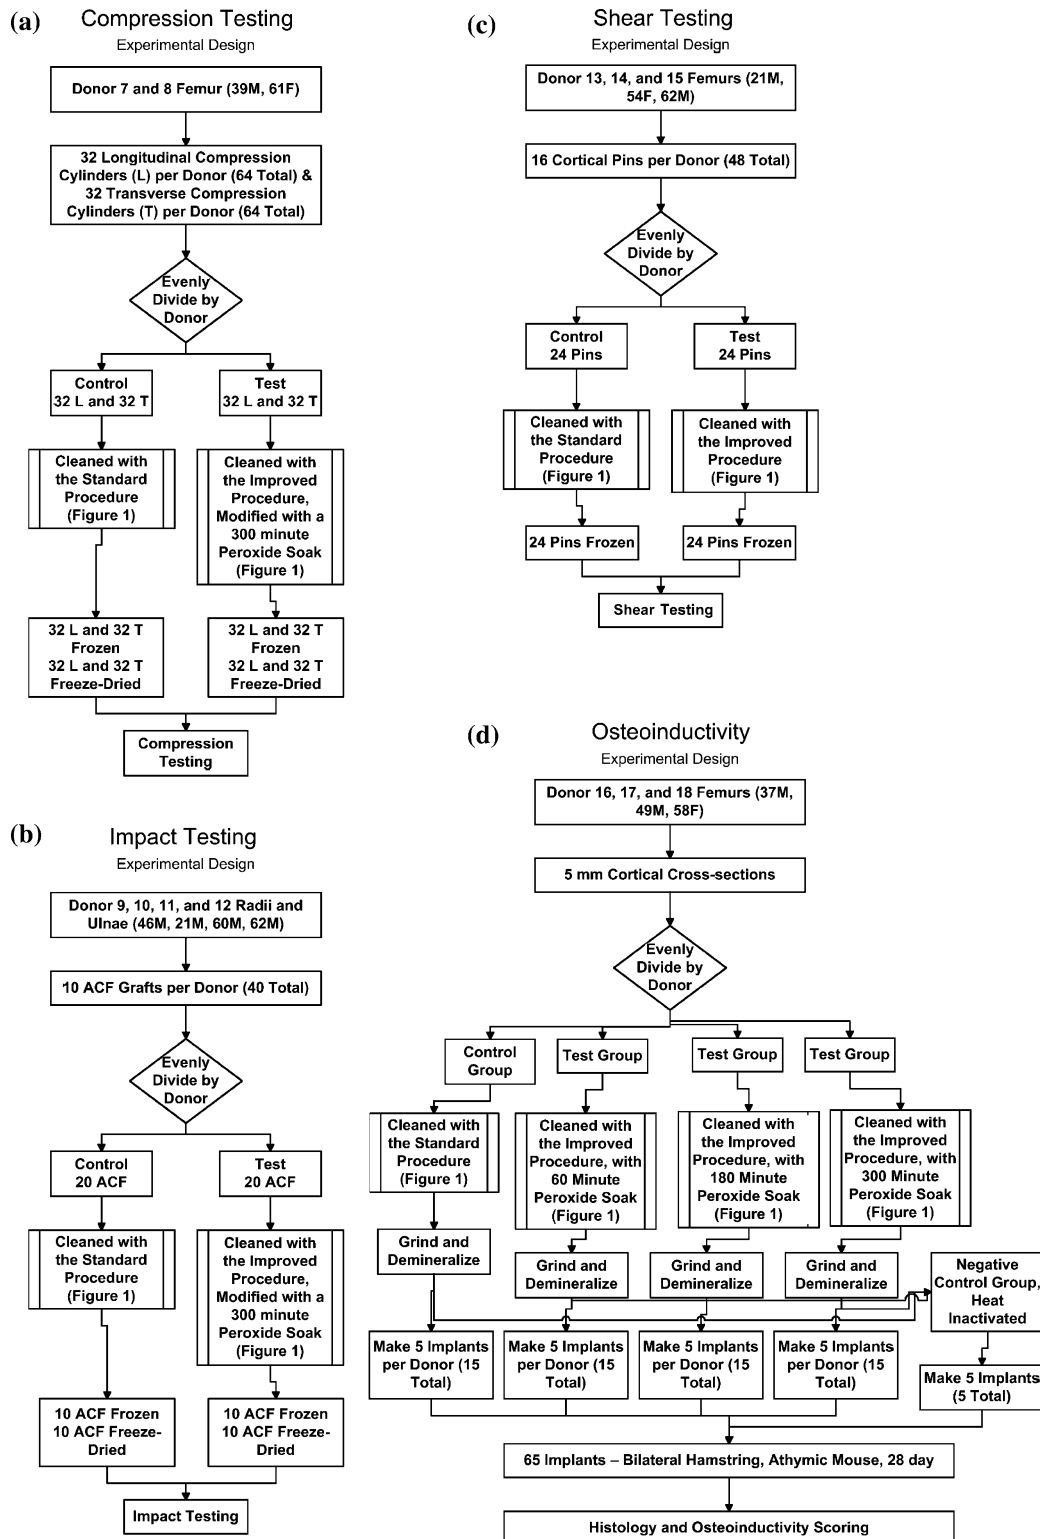 (a)
Compression Testing
Experimental Design
Donor 7 and 8 Femur (39M, 61F)
32 Longitudinal Compression
Cylinders (L) per Donor (64 Total) &
32 Transverse Compression
Cylinders (T) per Donor (64 Total)
Evenly
Divide by
Donor
Control
32 L and 32 T
Test
32 L and 32 T
Cleaned with
the Standard
Procedure
(Figure 1)
Cleaned with
the Improved
Procedure,
Modified with a
300 minute
Peroxide Soak
(Figure 1)
32 L and 32 T
Frozen
32 L and 32 T
Freeze-Dried
32 L and 32 T
Frozen
32 L and 32 T
Freeze-Dried
Compression
Testing
(b)
Impact Testing
Experimental Design
Donor 9, 10, 11, and 12 Radii and
Ulnae (46M, 21M, 60M, 62M)
10 ACF Grafts per Donor (40 Total)
Evenly
Divide by
Donor
Control
20 ACF
Test
20 ACF
Cleaned with
the Standard
Procedure
(Figure 1)
Cleaned with
the Improved
Procedure,
Modified with a
300 minute
Peroxide Soak
(Figure 1)
10 ACF Frozen
10 ACF Freeze-
Dried
10 ACF Frozen
10 ACF Freeze-
Dried
Impact Testing
(c)
Shear Testing
Experimental Design
Donor 13, 14, and 15 Femurs (21M,
54F, 62M)
16 Cortical Pins per Donor (48 Total)
Evenly
Divide by
Donor
Control
24 Pins
Test
24 Pins
Cleaned with
the Standard
Procedure
(Figure 1)
Cleaned with
the Improved
Procedure
(Figure 1)
24 Pins Frozen
24 Pins Frozen
Shear Testing
(d)
Osteoinductivity
Experimental Design
Donor 16, 17, and 18 Femurs (37M,
49M, 58F)
5 mm Cortical Cross-sections
Evenly
Divide by
Donor
Control
Group
Test Group
Test Group
Test Group
Cleaned with
the Standard
Procedure
(Figure 1)
Cleaned with
the Improved
Procedure, with
60 Minute
Peroxide Soak
(Figure 1)
Cleaned with
the Improved
Procedure, with
180 Minute
Peroxide Soak
(Figure 1)
Cleaned with
the Improved
Procedure, with
300 Minute
Peroxide Soak
(Figure 1)
Grind and
Demineralize
Grind and
Demineralize
Grind and
Demineralize
Grind and
Demineralize
Negative
Control Group,
Heat
Inactivated
Make 5 Implants
per Donor (15
Total)
Make 5 Implants
per Donor (15
Total)
Make 5 Implants
per Donor (15
Total)
Make 5 Implants
per Donor (15
Total)
Make 5 Implants
(5 Total)
65 Implants – Bilateral Hamstring, Athymic Mouse, 28 day
Histology and Osteoinductivity Scoring